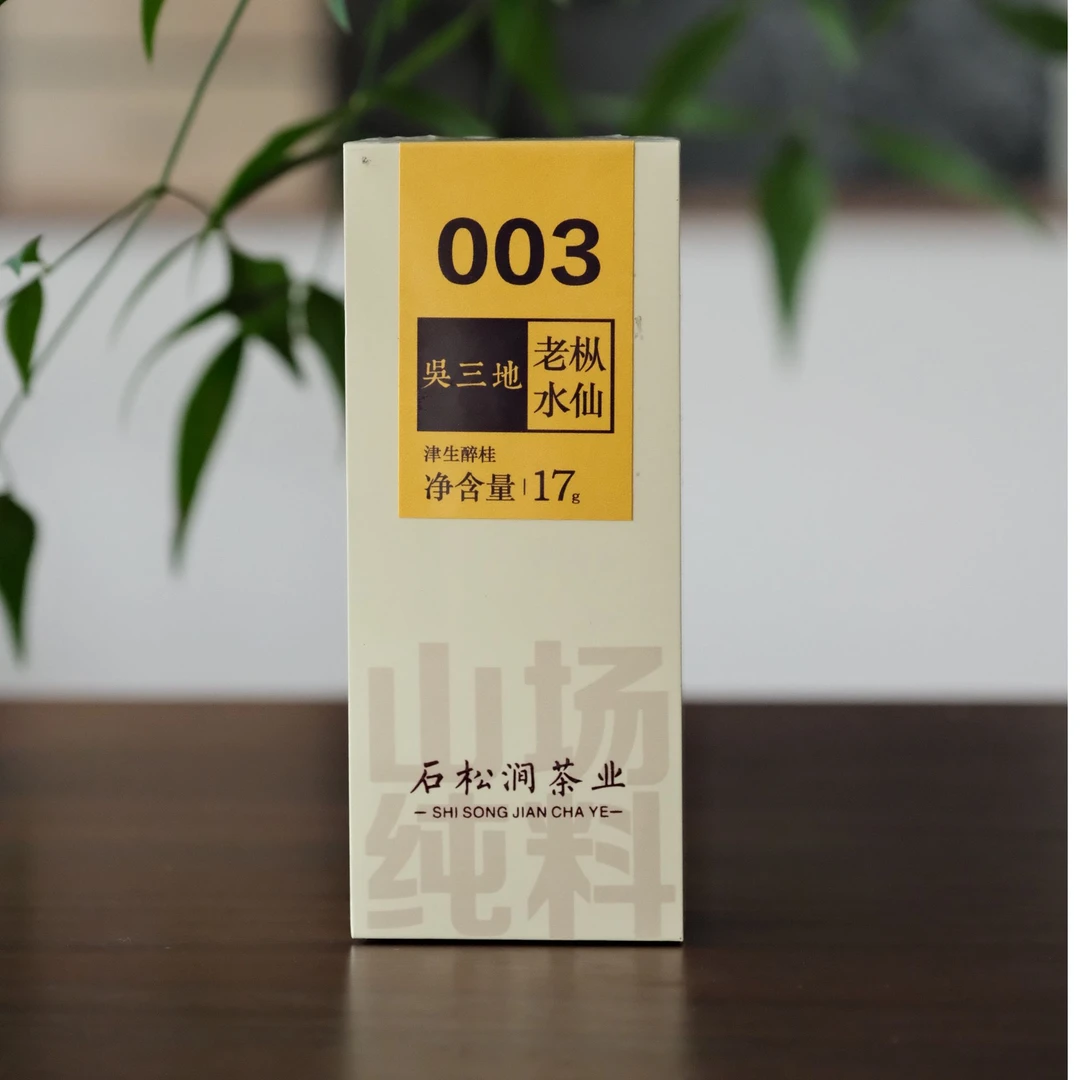 003
吳三地
老枞
水仙
津生醉桂
净含量|17g
山场
石松涧茶业
SHI SONG JIAN CHA YE
纯料